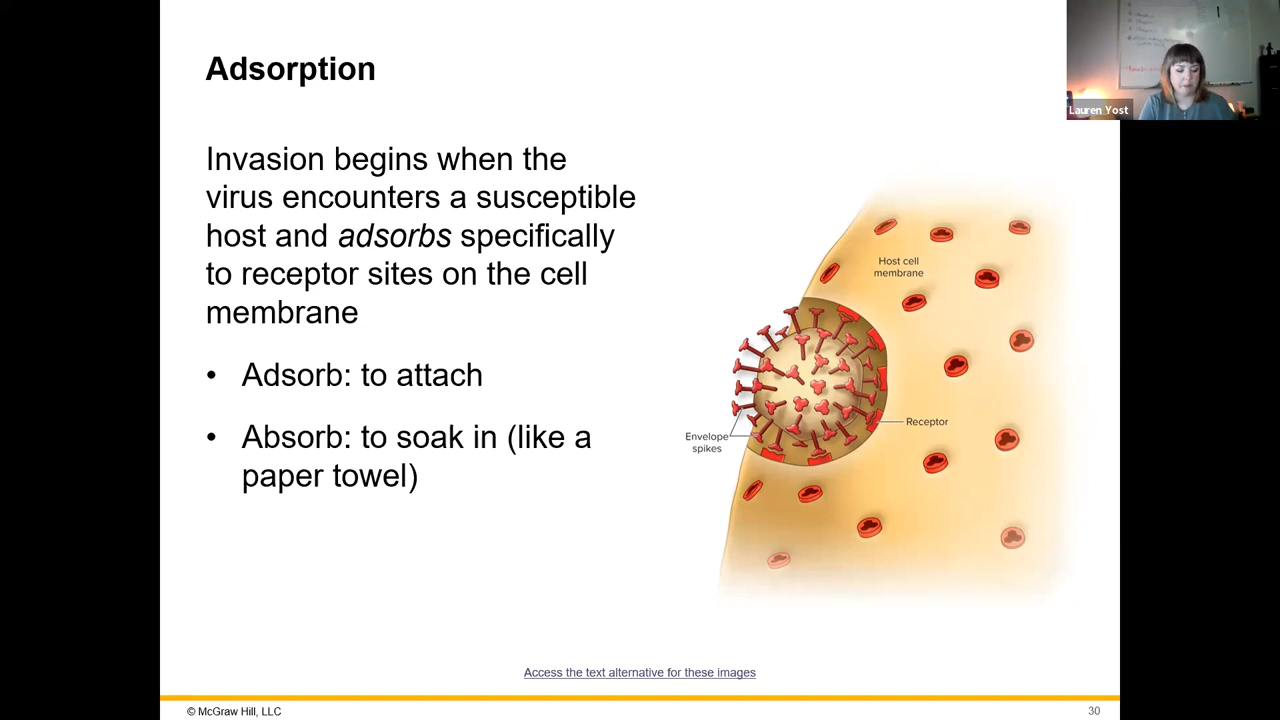 Adsorption
Lauren Yost
Invasion begins when the
virus encounters a susceptible
host and adsorbs specifically
to receptor sites on the cell
membrane
• Adsorb: to attach
• Absorb: to soak in (like a
paper towel)
Host cell
membrane
Receptor
Envelope
spikes
Access the text alternative for these images
© McGraw Hill, LLC
30